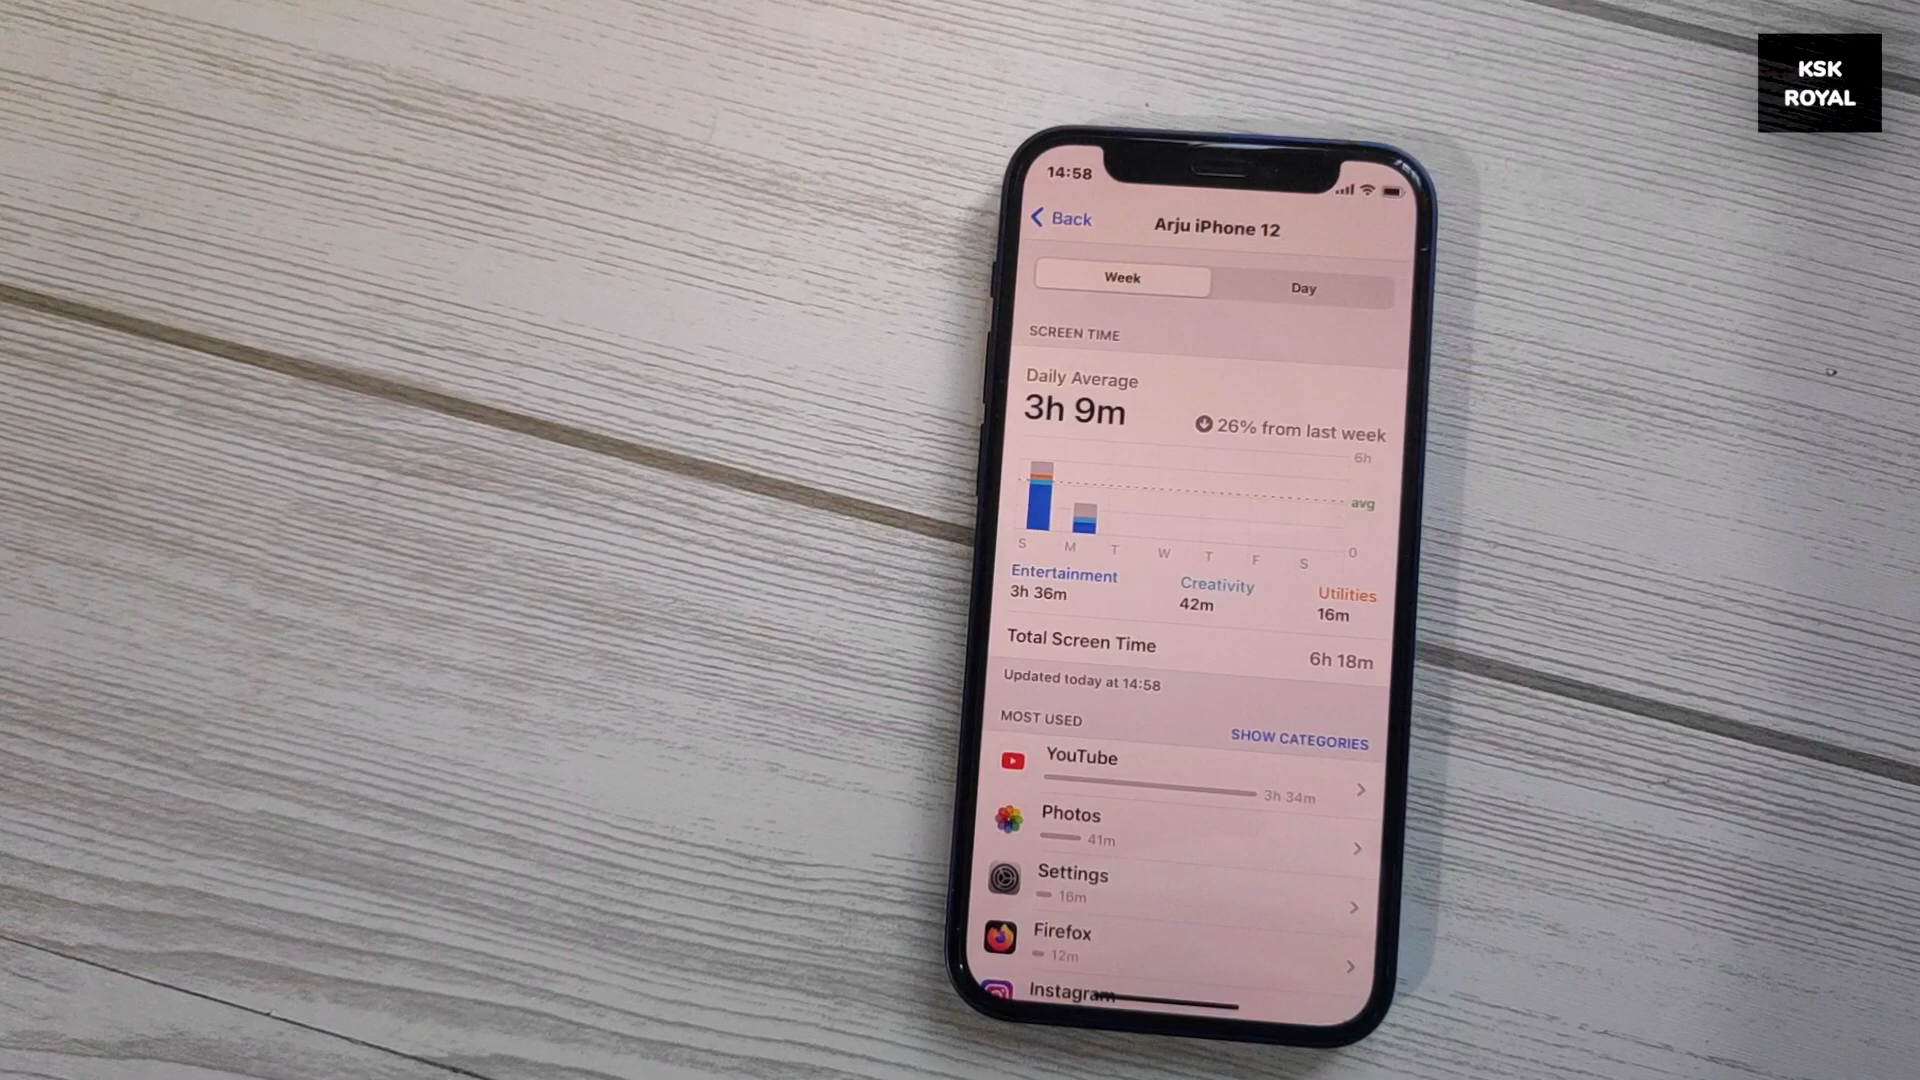 KSK
ROYAL
14:58
Back
Arju iPhone 12
Week
Day
SCREEN TIME
Daily Average
3h 9m
26% from last week
6h
avg
0
S M T W T F S
Entertainment
Creativity
Utilities
3h 36m
42m
16m
Total Screen Time
6h 18m
Updated today at 14:58
MOST USED
SHOW CATEGORIES
YouTube
3h 34m
Photos
41m
Settings
16m
Firefox
12m
Instagram